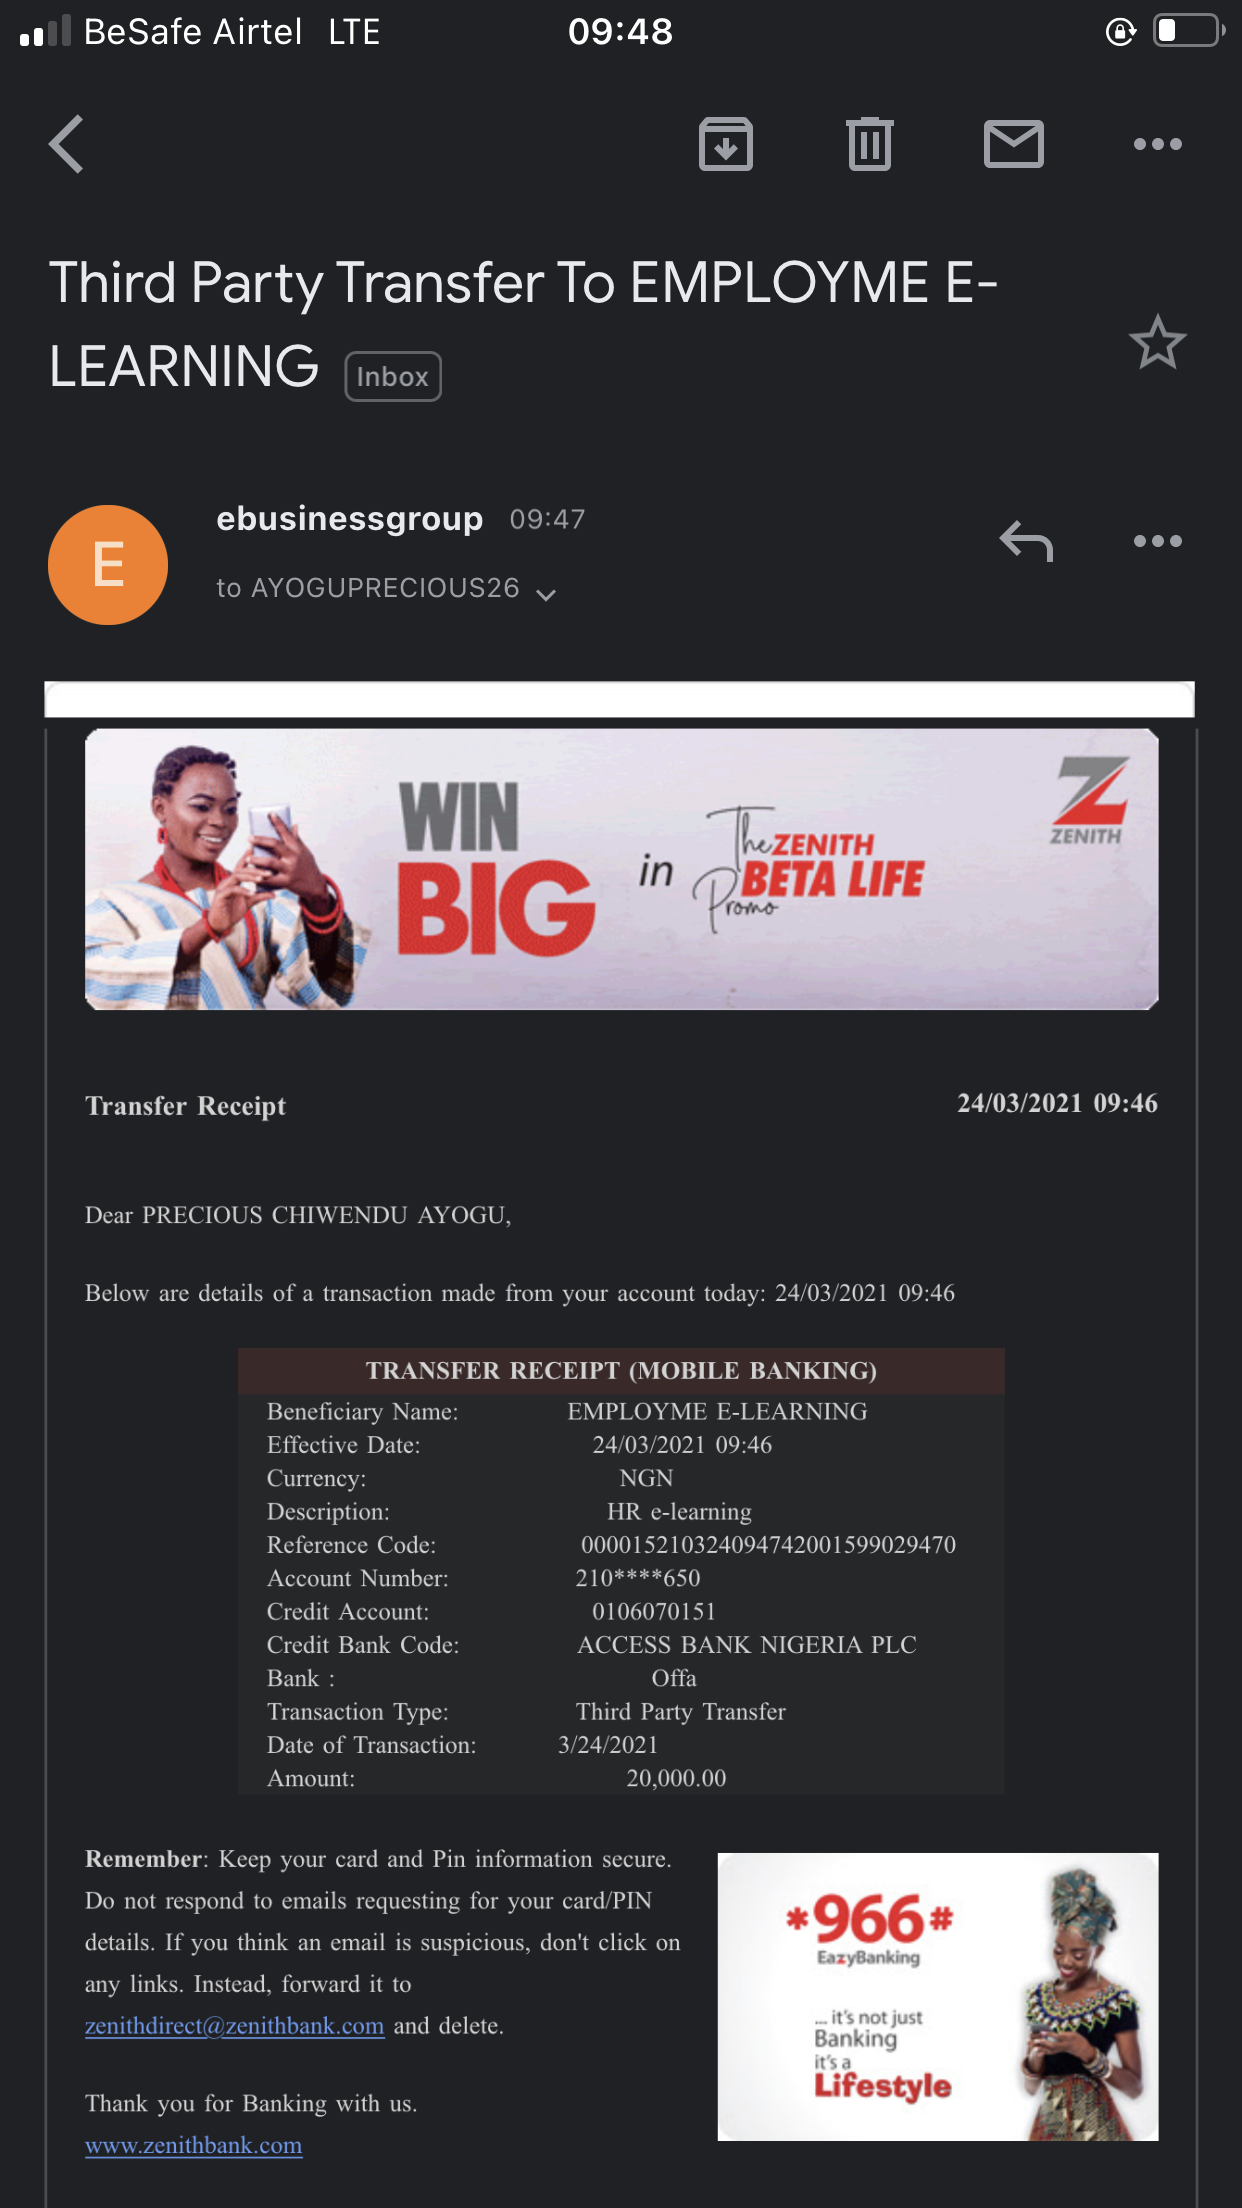 BeSafe Airtel LTE 09:48
Third Party Transfer To EMPLOYME E-
LEARNING Inbox
E
ebusinessgroup 09:47
to AYOGUPRECIOUS26
WIN
BIG
in
The ZENITH
BETA LIFE
Promo
ZENITH
Transfer Receipt 24/03/2021 09:46
Dear PRECIOUS CHIWENDU AYOGU,
Below are details of a transaction made from your account today: 24/03/2021 09:46
TRANSFER RECEIPT (MOBILE BANKING)
Beneficiary Name: EMPLOYME E-LEARNING
Effective Date: 24/03/2021 09:46
Currency: NGN
Description: HR e-learning
Reference Code: 000015210324094742001599029470
Account Number: 210****650
Credit Account: 0106070151
Credit Bank Code: ACCESS BANK NIGERIA PLC
Bank : Offa
Transaction Type: Third Party Transfer
Date of Transaction: 3/24/2021
Amount: 20,000.00
Remember: Keep your card and Pin information secure.
Do not respond to emails requesting for your card/PIN
details. If you think an email is suspicious, don't click on
any links. Instead, forward it to
zenithdirect@zenithbank.com and delete.
Thank you for Banking with us.
www.zenithbank.com
*966#
EazyBanking
... it's not just
Banking
it's a
Lifestyle